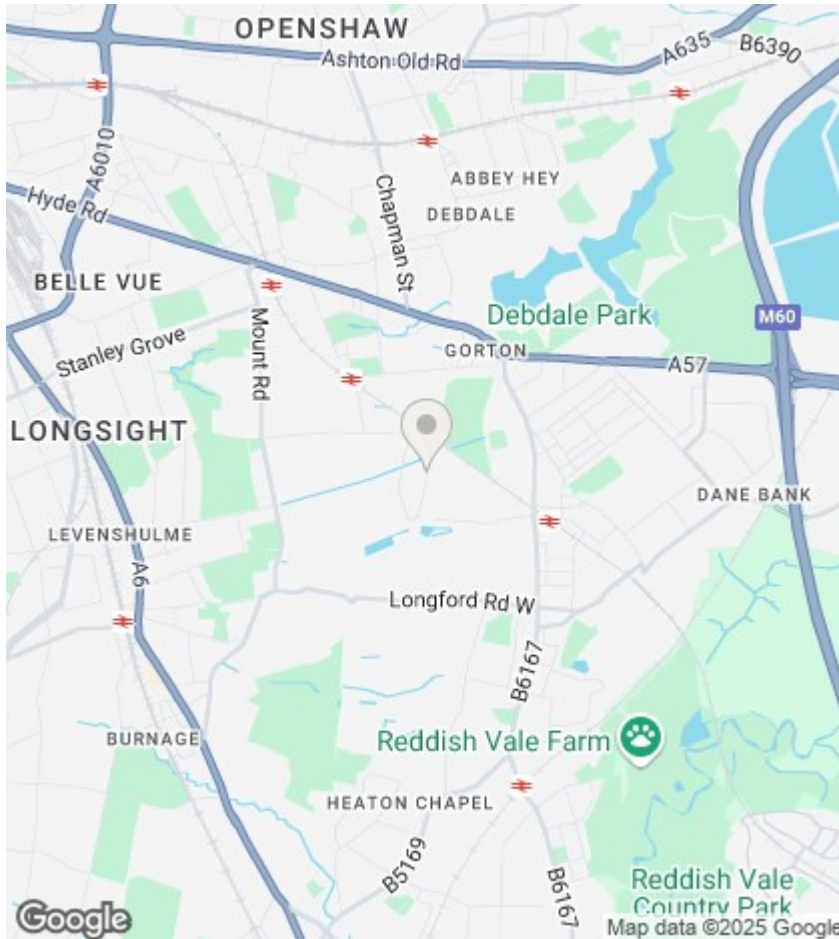 OPENSHAW
Ashton Old Rd
A635
B6390
A6010
Hyde Rd
Chapman St
ABBEY HEY
DEBDALE
BELLE VUE
Debdale Park
M60
Stanley Grove
Mount Rd
GORTON
A57
LONGSIGHT
DANE BANK
LEVENSHULME
A6
Longford Rd W
B6167
Reddish Vale Farm
BURNAGE
HEATON CHAPEL
B5169
B6167
Reddish Vale
Country Park
Google
Map data ©2025 Google